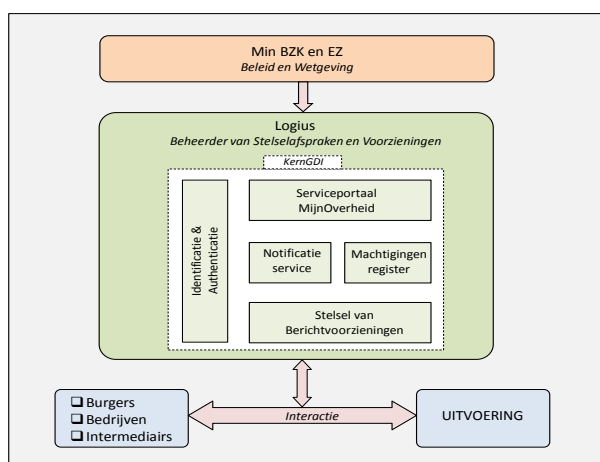 Min BZK en EZ
Beleid en Wetgeving
Logius
Beheerder van Stelselafspraken en Voorzieningen
KernGDI
Identificatie &
Authenticatie
Serviceportaal
MijnOverheid
Notificatie
service
Machtigingen
register
Stelsel van
Berichtvoorzieningen
Burgers
Bedrijven
Intermediairs
Interactie
UITVOERING